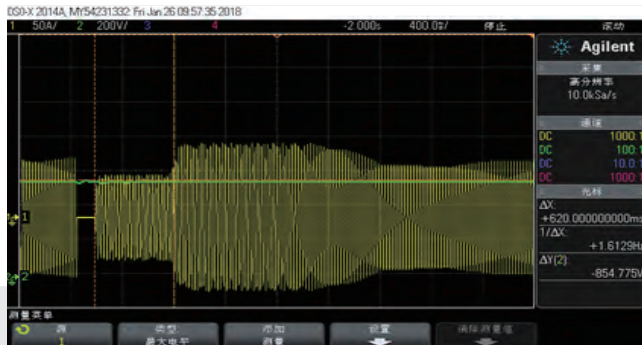 DSO-X 2014A, MY54231332: Fri Jan 26 09:57:35 2018
1 50A/ 2 200V/ 3 4 -2.000s 400.0ms/ 停止 滚动
Agilent
采集
高分辨率
10.0kSa/s
通道
DC 1000:1
DC 100:1
DC 10.0:1
DC 1000:1
光标
ΔX:
+620.000000000ms
1/ΔX:
+1.6129Hz
ΔY(2):
-854.775V
1
2
测量菜单
源 类型: 添加 设置 清除测量值
1 最大电平 测量